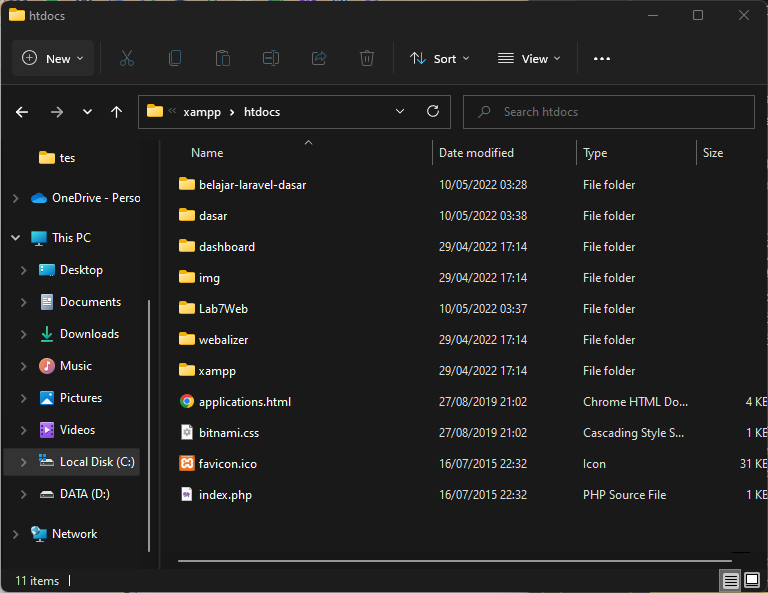 htdocs
New Sort View
xampp htdocs Search htdocs
tes
OneDrive - Perso
This PC
Desktop
Documents
Downloads
Music
Pictures
Videos
Local Disk (C:)
DATA (D:)
Network
Name Date modified Type Size
belajar-laravel-dasar 10/05/2022 03:28 File folder
dasar 10/05/2022 03:38 File folder
dashboard 29/04/2022 17:14 File folder
img 29/04/2022 17:14 File folder
Lab7Web 10/05/2022 03:37 File folder
webalizer 29/04/2022 17:14 File folder
xampp 29/04/2022 17:14 File folder
applications.html 27/08/2019 21:02 Chrome HTML Do... 4 KB
bitnami.css 27/08/2019 21:02 Cascading Style S... 1 KB
favicon.ico 16/07/2015 22:32 Icon 31 KB
index.php 16/07/2015 22:32 PHP Source File 1 KB
11 items